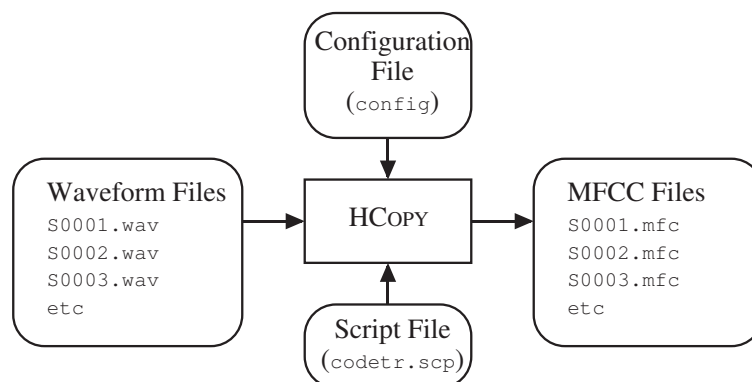 Configuration
File
(config)
Waveform Files
S0001.wav
S0002.wav
S0003.wav
etc
HCOPY
MFCC Files
S0001.mfc
S0002.mfc
S0003.mfc
etc
Script File
(codetr.scp)